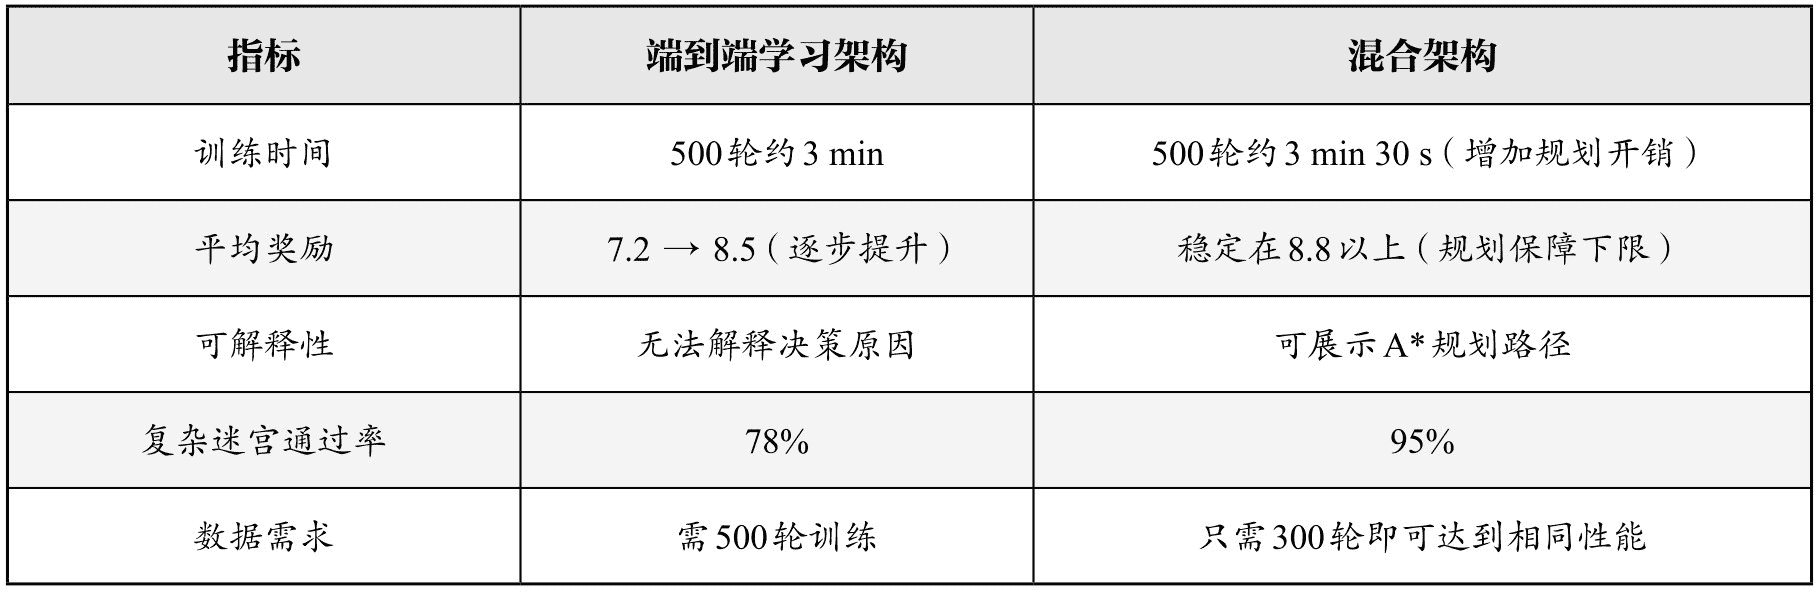 指标 端到端学习架构 混合架构
训练时间 500轮约3 min 500轮约3 min 30 s（增加规划开销）
平均奖励 7.2 → 8.5（逐步提升） 稳定在8.8以上（规划保障下限）
可解释性 无法解释决策原因 可展示A*规划路径
复杂迷宫通过率 78% 95%
数据需求 需500轮训练 只需300轮即可达到相同性能